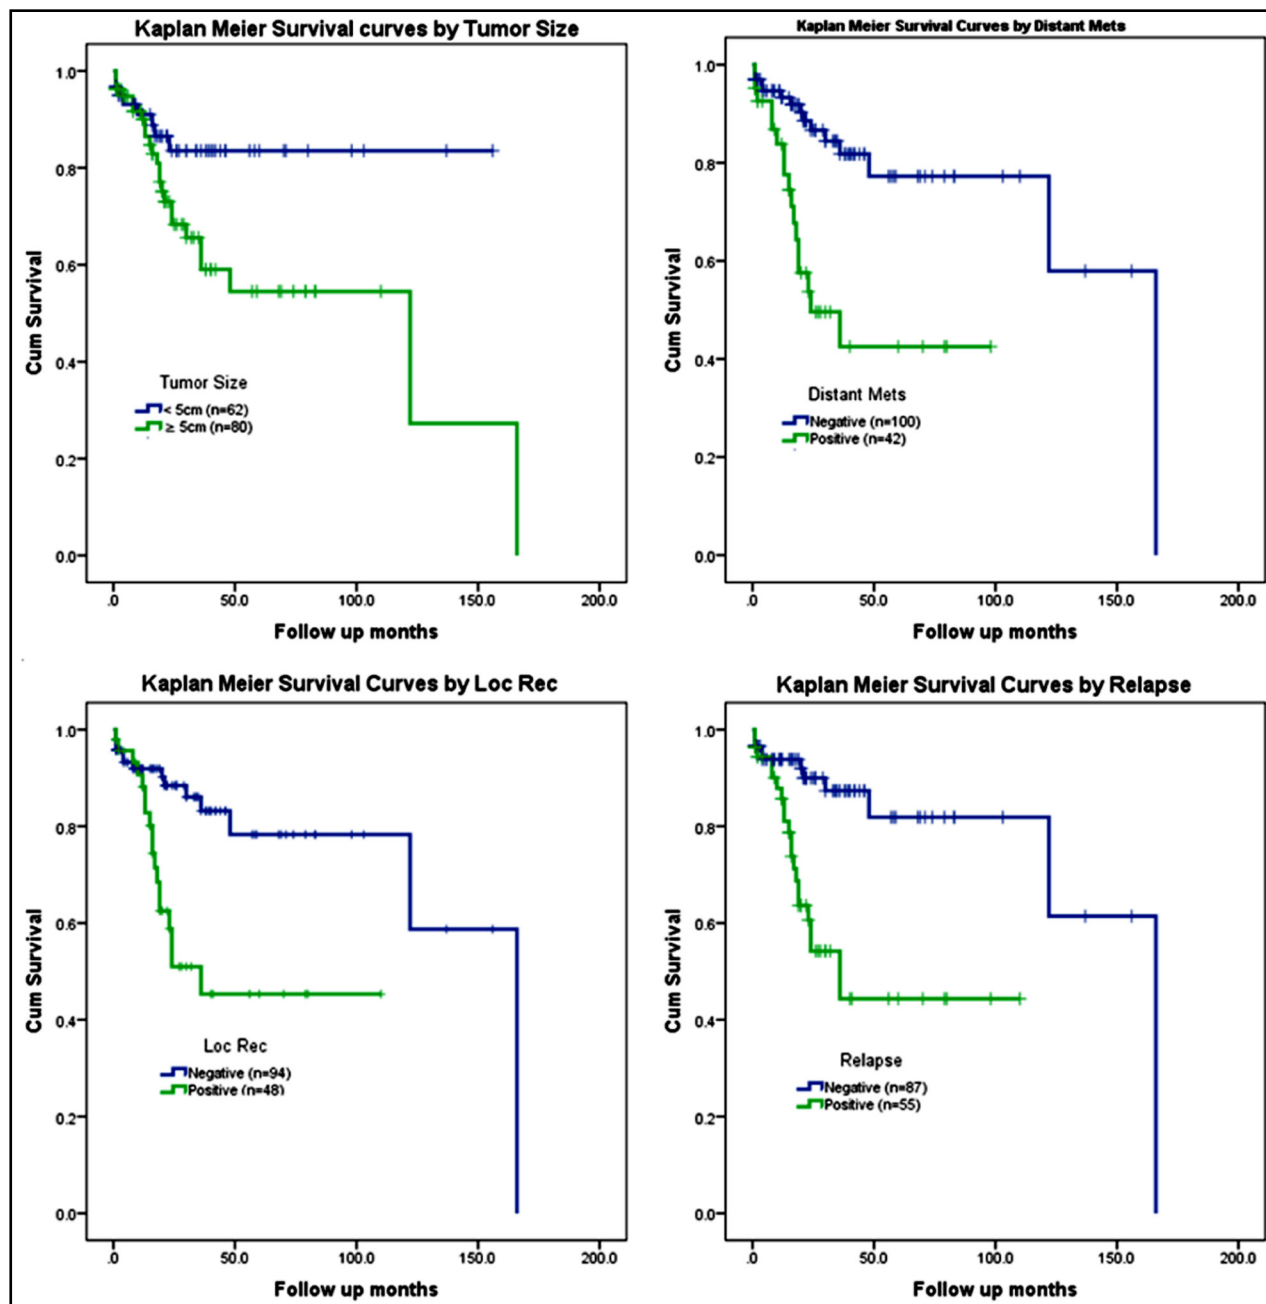 Kaplan Meier Survival curves by Tumor Size
1.0
0.8
0.6
0.4
0.2
0.0
Cum Survival
Tumor Size
< 5cm (n=62)
≥ 5cm (n=80)
.0 50.0 100.0 150.0 200.0
Follow up months
Kaplan Meier Survival Curves by Distant Mets
1.0
0.8
0.6
0.4
0.2
0.0
Cum Survival
Distant Mets
Negative (n=100)
Positive (n=42)
.0 50.0 100.0 150.0 200.0
Follow up months
Kaplan Meier Survival Curves by Loc Rec
1.0
0.8
0.6
0.4
0.2
0.0
Cum Survival
Loc Rec
Negative (n=94)
Positive (n=48)
.0 50.0 100.0 150.0 200.0
Follow up months
Kaplan Meier Survival Curves by Relapse
1.0
0.8
0.6
0.4
0.2
0.0
Cum Survival
Relapse
Negative (n=87)
Positive (n=55)
.0 50.0 100.0 150.0 200.0
Follow up months